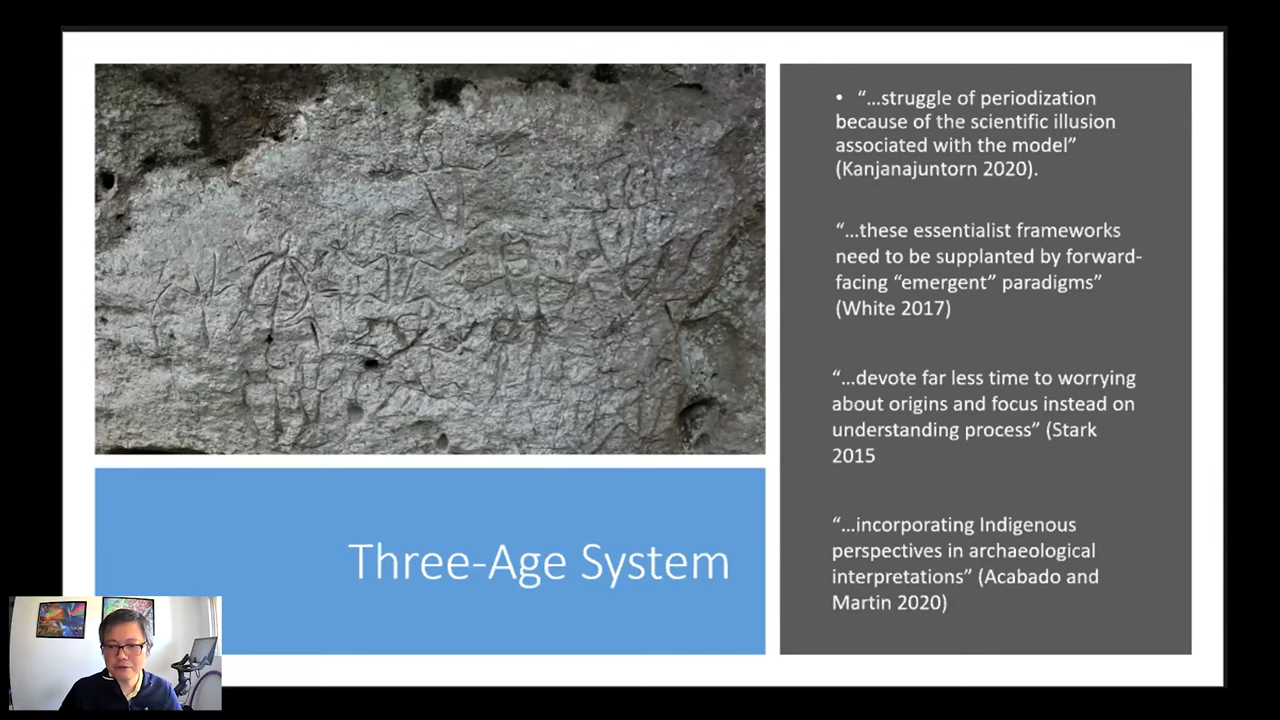 • “…struggle of periodization
because of the scientific illusion
associated with the model”
(Kanjanajuntorn 2020).
“…these essentialist frameworks
need to be supplanted by forward-
facing “emergent” paradigms”
(White 2017)
“…devote far less time to worrying
about origins and focus instead on
understanding process” (Stark
2015
“…incorporating Indigenous
perspectives in archaeological
interpretations” (Acabado and
Martin 2020)
Three-Age System